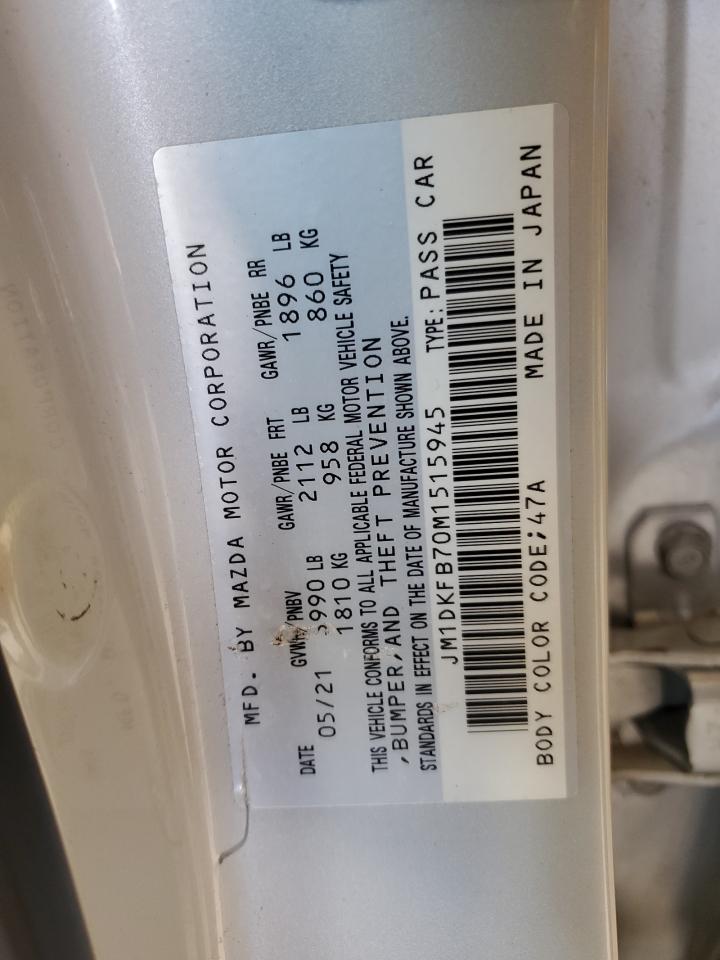 MFD. BY MAZDA MOTOR CORPORATION
DATE GVWR/PNBV GAWR/PNBE FRT GAWR/PNBE RR
05/21 990 LB 2112 LB 1896 LB
1810 KG 958 KG 860 KG
THIS VEHICLE CONFORMS TO ALL APPLICABLE FEDERAL MOTOR VEHICLE SAFETY
,BUMPER,AND THEFT PREVENTION
STANDARDS IN EFFECT ON THE DATE OF MANUFACTURE SHOWN ABOVE.
JM1DKFB70M1515945 TYPE: PASS CAR
BODY COLOR CODE;47A MADE IN JAPAN